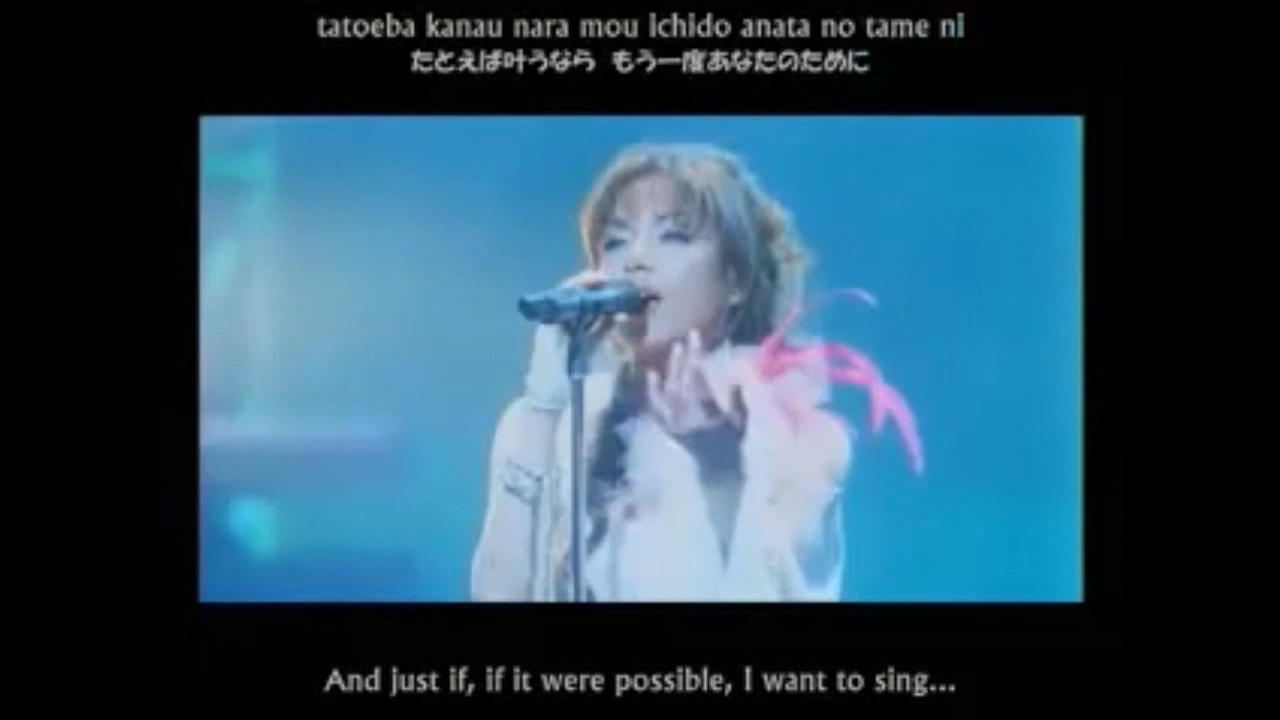 tatoeba kanau nara mou ichido anata no tame ni
たとえば叶うなら もう一度あなたのために
And just if, if it were possible, I want to sing...